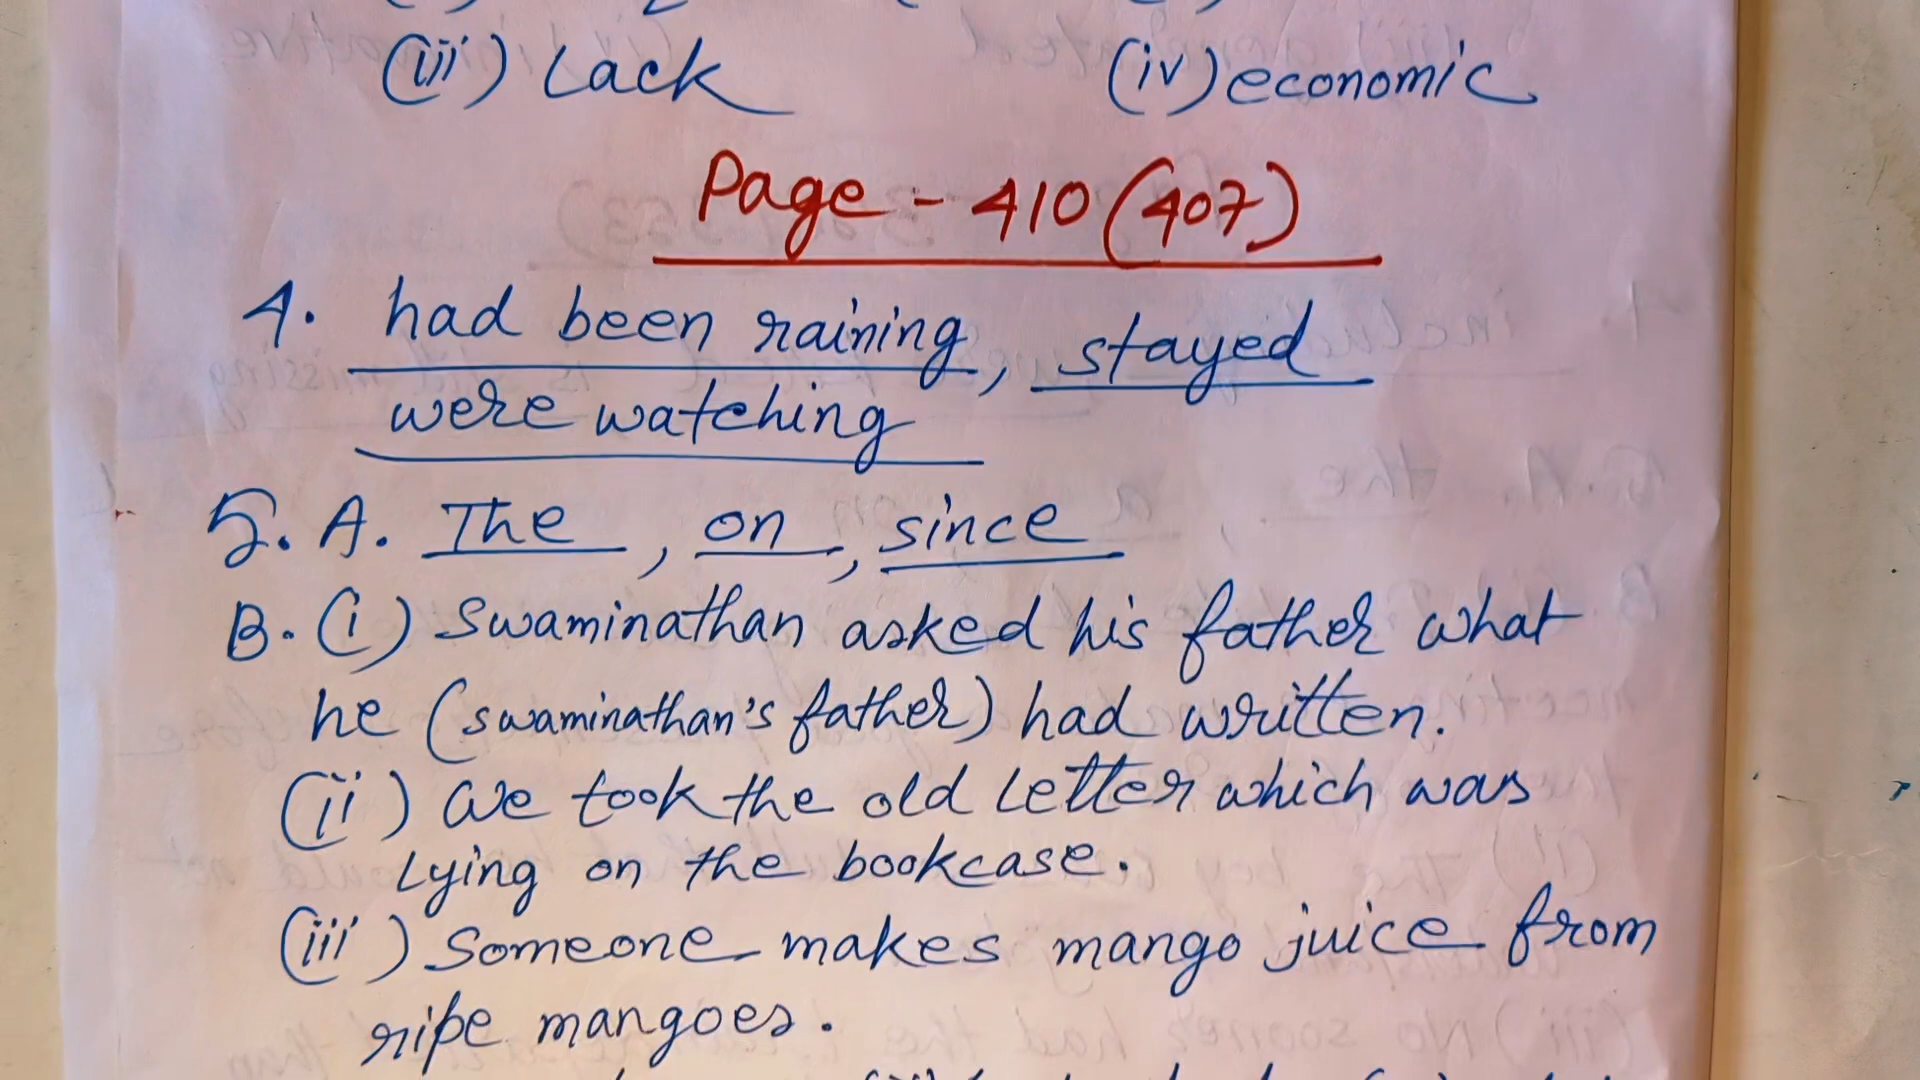 (iii) Lack (iv) economic
Page - 410 (407)
4. had been raining, stayed
were watching
5. A. The, on, since
B. (i) Swaminathan asked his father what
he (swaminathan's father) had written.
(ii) We took the old letter which was
lying on the bookcase.
(iii) Someone makes mango juice from
ripe mangoes.